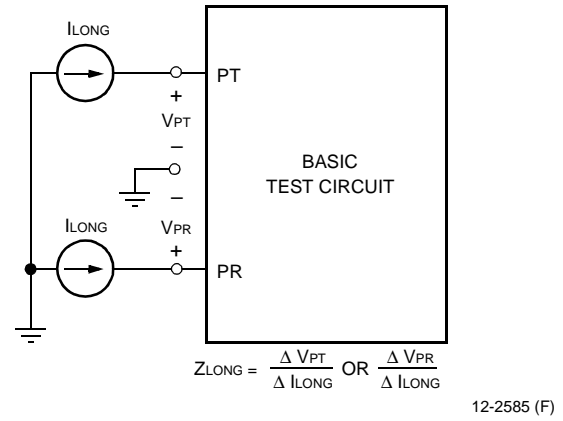 ILONG
PT
+
VPT
–
BASIC
TEST CIRCUIT
–
ILONG
VPR
+
PR
ZLONG = Δ VPT / Δ ILONG OR Δ VPR / Δ ILONG
12-2585 (F)